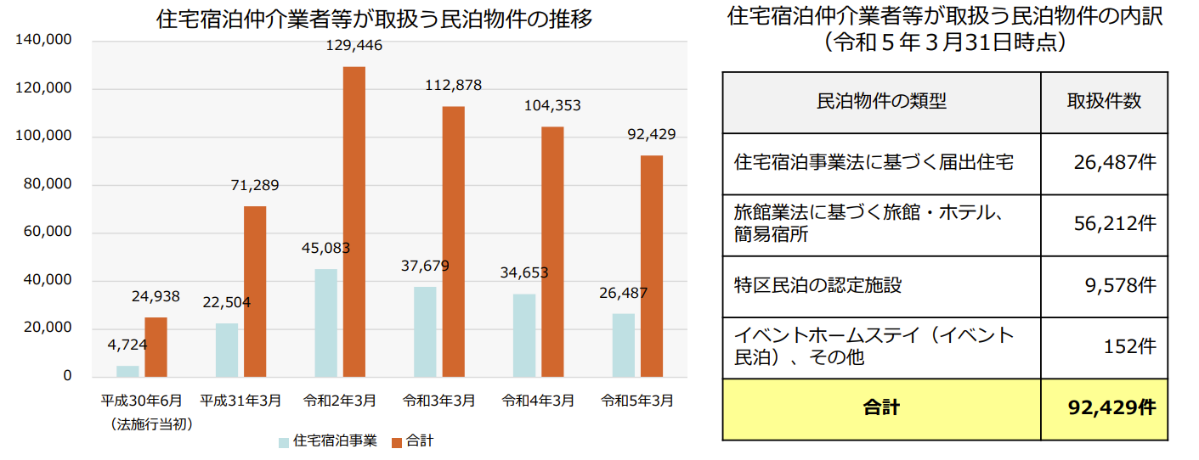 住宅宿泊仲介業者等が取扱う民泊物件の推移
140,000
120,000
100,000
80,000
60,000
40,000
20,000
0
4,724
24,938
22,504
71,289
45,083
129,446
37,679
112,878
34,653
104,353
26,487
92,429
平成30年6月
（法施行当初）
平成31年3月
令和2年3月
令和3年3月
令和4年3月
令和5年3月
住宅宿泊事業
合計
住宅宿泊仲介業者等が取扱う民泊物件の内訳
（令和５年３月31日時点）
民泊物件の類型
取扱件数
住宅宿泊事業法に基づく届出住宅
26,487件
旅館業法に基づく旅館・ホテル、
簡易宿所
56,212件
特区民泊の認定施設
9,578件
イベントホームステイ（イベント
民泊）、その他
152件
合計
92,429件